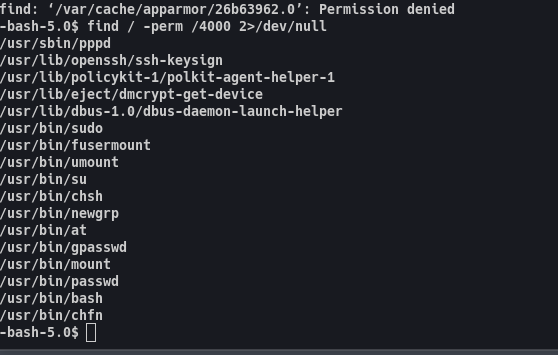 find: ‘/var/cache/apparmor/26b63962.0’: Permission denied
-bash-5.0$ find / -perm /4000 2>/dev/null
/usr/sbin/pppd
/usr/lib/openssh/ssh-keysign
/usr/lib/policykit-1/polkit-agent-helper-1
/usr/lib/eject/dmcrypt-get-device
/usr/lib/dbus-1.0/dbus-daemon-launch-helper
/usr/bin/sudo
/usr/bin/fusermount
/usr/bin/umount
/usr/bin/su
/usr/bin/chsh
/usr/bin/newgrp
/usr/bin/at
/usr/bin/gpasswd
/usr/bin/mount
/usr/bin/passwd
/usr/bin/bash
/usr/bin/chfn
-bash-5.0$